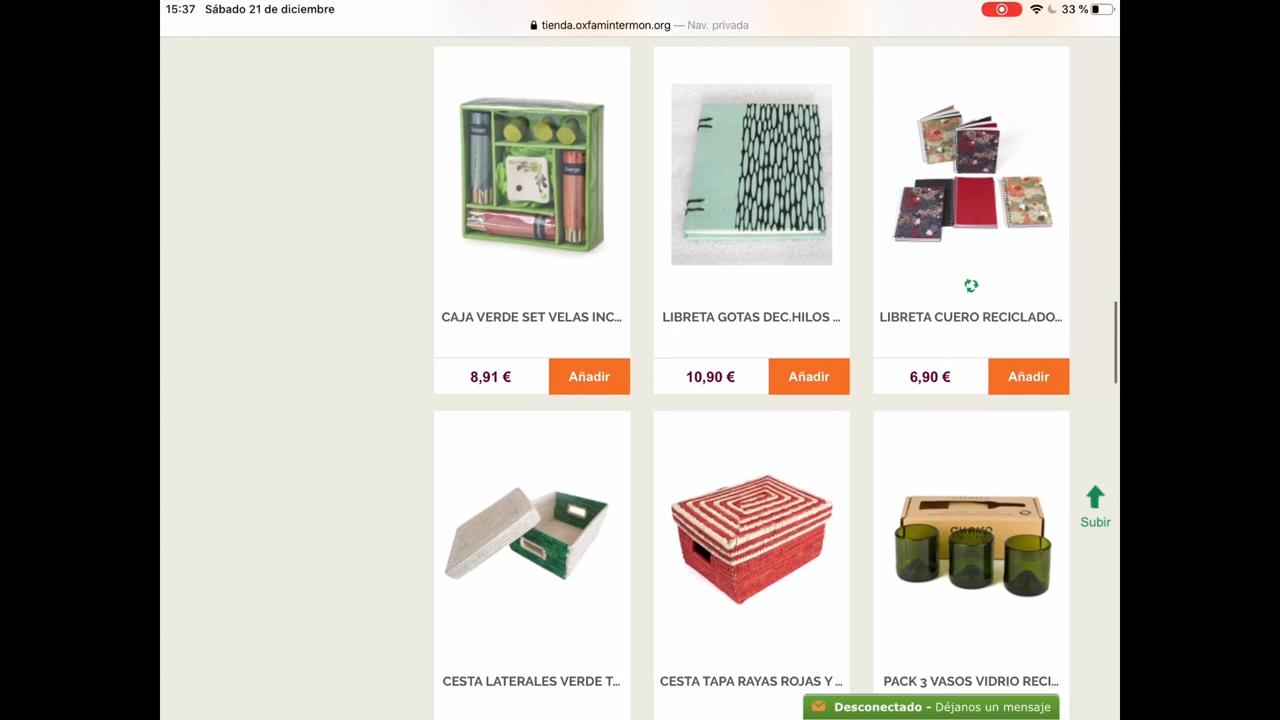 15:37 Sábado 21 de diciembre
33 %
tienda.oxfamintermon.org — Nav. privada
CAJA VERDE SET VELAS INC...
LIBRETA GOTAS DEC.HILOS ...
LIBRETA CUERO RECICLADO...
8,91 € Añadir
10,90 € Añadir
6,90 € Añadir
Subir
CESTA LATERALES VERDE T...
CESTA TAPA RAYAS ROJAS Y ...
PACK 3 VASOS VIDRIO RECI...
Desconectado - Déjanos un mensaje